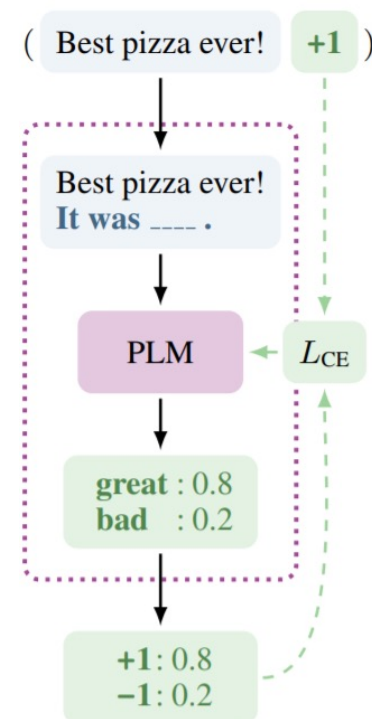 ( Best pizza ever! +1 )
Best pizza ever!
It was ____ .
PLM
L_CE
great : 0.8
bad : 0.2
+1: 0.8
−1: 0.2